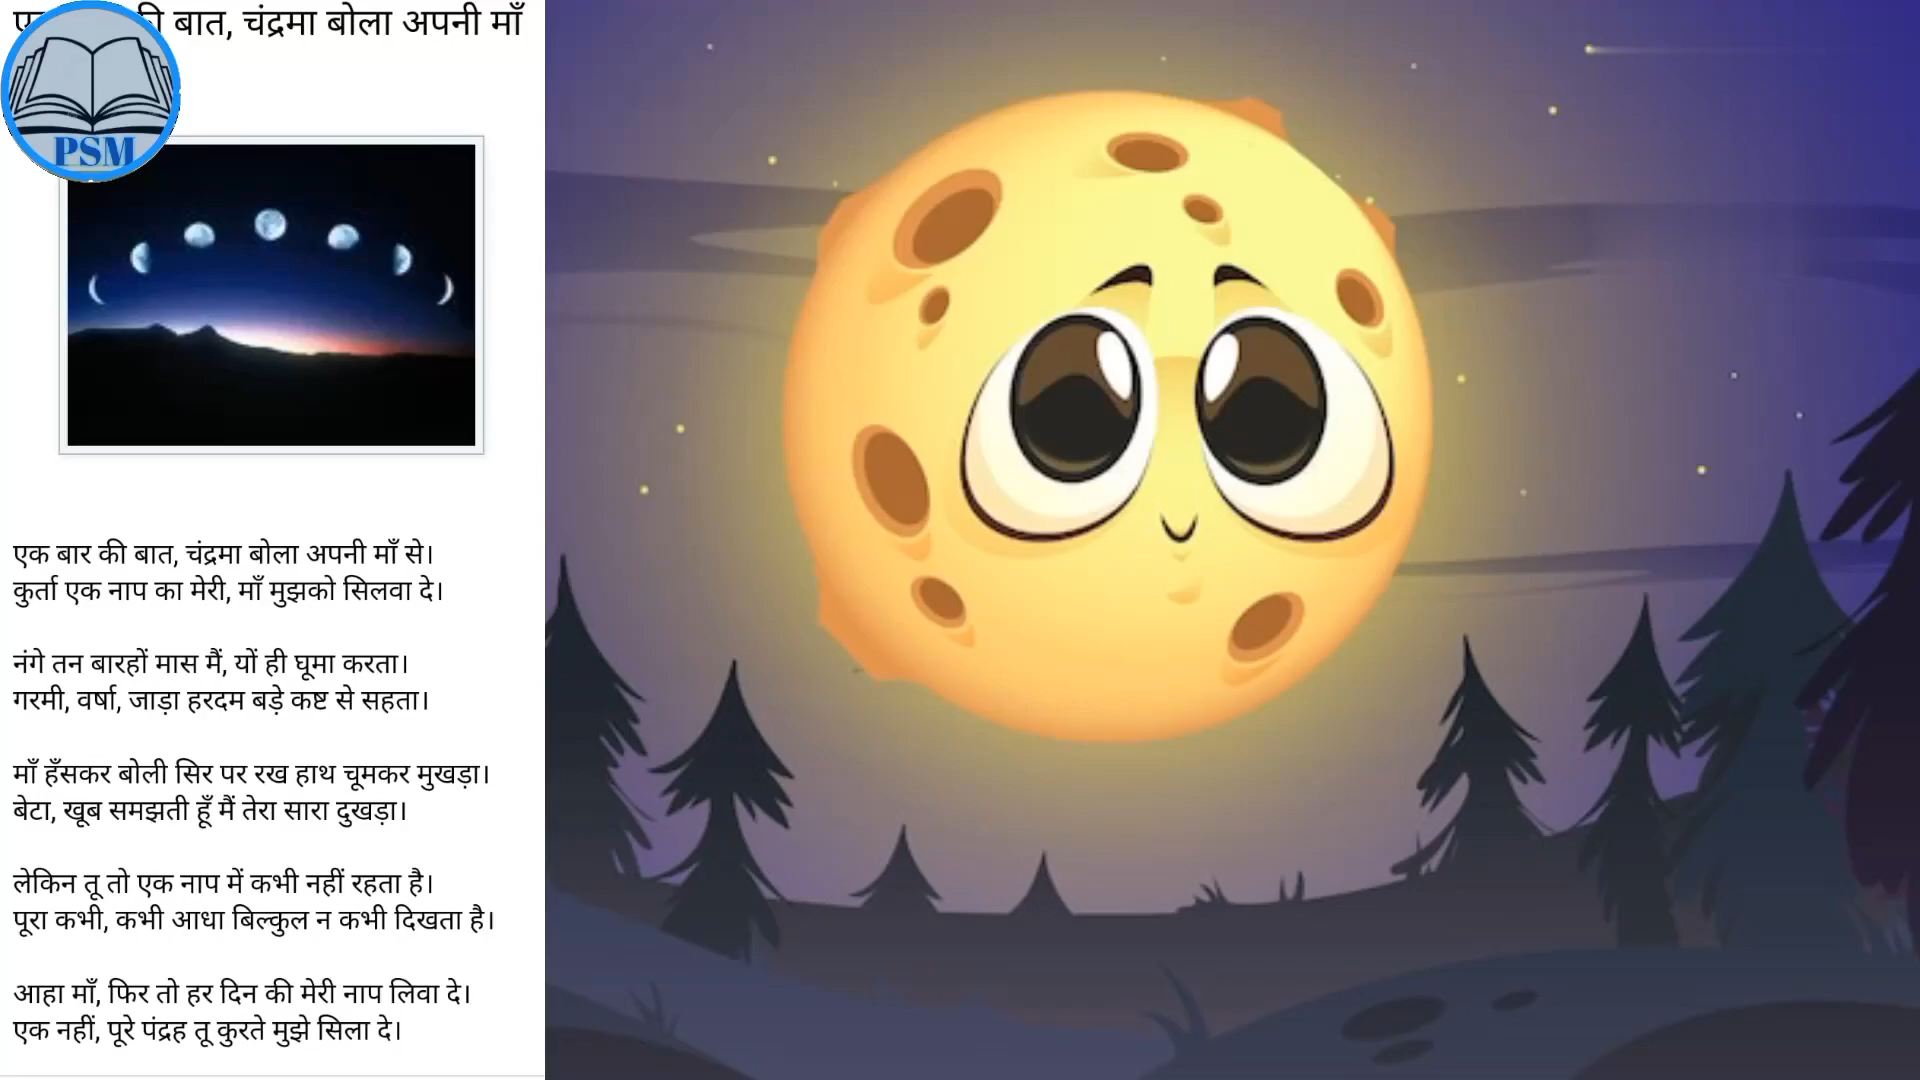 बात, चंद्रमा बोला अपनी माँ
PSM
एक बार की बात, चंद्रमा बोला अपनी माँ से।
कुर्ता एक नाप का मेरी, माँ मुझको सिलवा दे।
नंगे तन बारहों मास मैं, यों ही घूमा करता।
गरमी, वर्षा, जाड़ा हरदम बड़े कष्ट से सहता।
माँ हँसकर बोली सिर पर रख हाथ चूमकर मुखड़ा।
बेटा, खूब समझती हूँ मैं तेरा सारा दुखड़ा।
लेकिन तू तो एक नाप में कभी नहीं रहता है।
पूरा कभी, कभी आधा बिल्कुल न कभी दिखता है।
आहा माँ, फिर तो हर दिन की मेरी नाप लिवा दे।
एक नहीं, पूरे पंद्रह तू कुरते मुझे सिला दे।